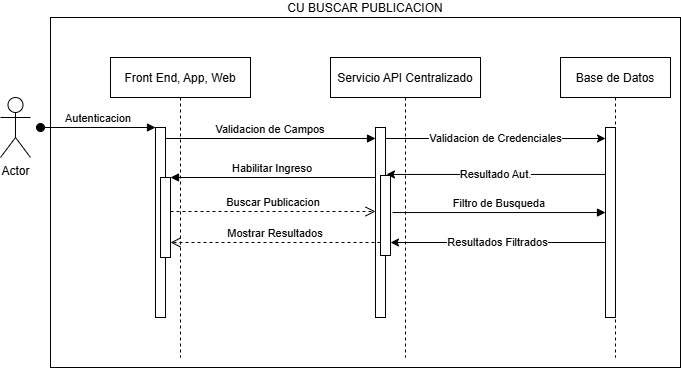 CU BUSCAR PUBLICACION
Front End, App, Web
Servicio API Centralizado
Base de Datos
Autenticacion
Validacion de Campos
Validacion de Credenciales
Actor
Habilitar Ingreso
Resultado Aut.
Buscar Publicacion
Filtro de Busqueda
Mostrar Resultados
Resultados Filtrados